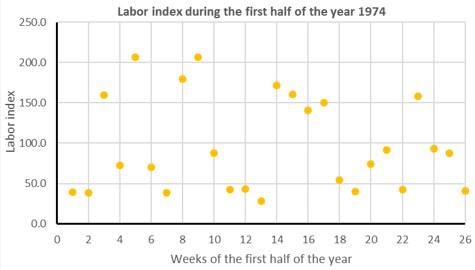 Labor index during the first half of the year 1974
250.0
200.0
150.0
100.0
50.0
0.0
Labor index
0 2 4 6 8 10 12 14 16 18 20 22 24 26
Weeks of the first half of the year